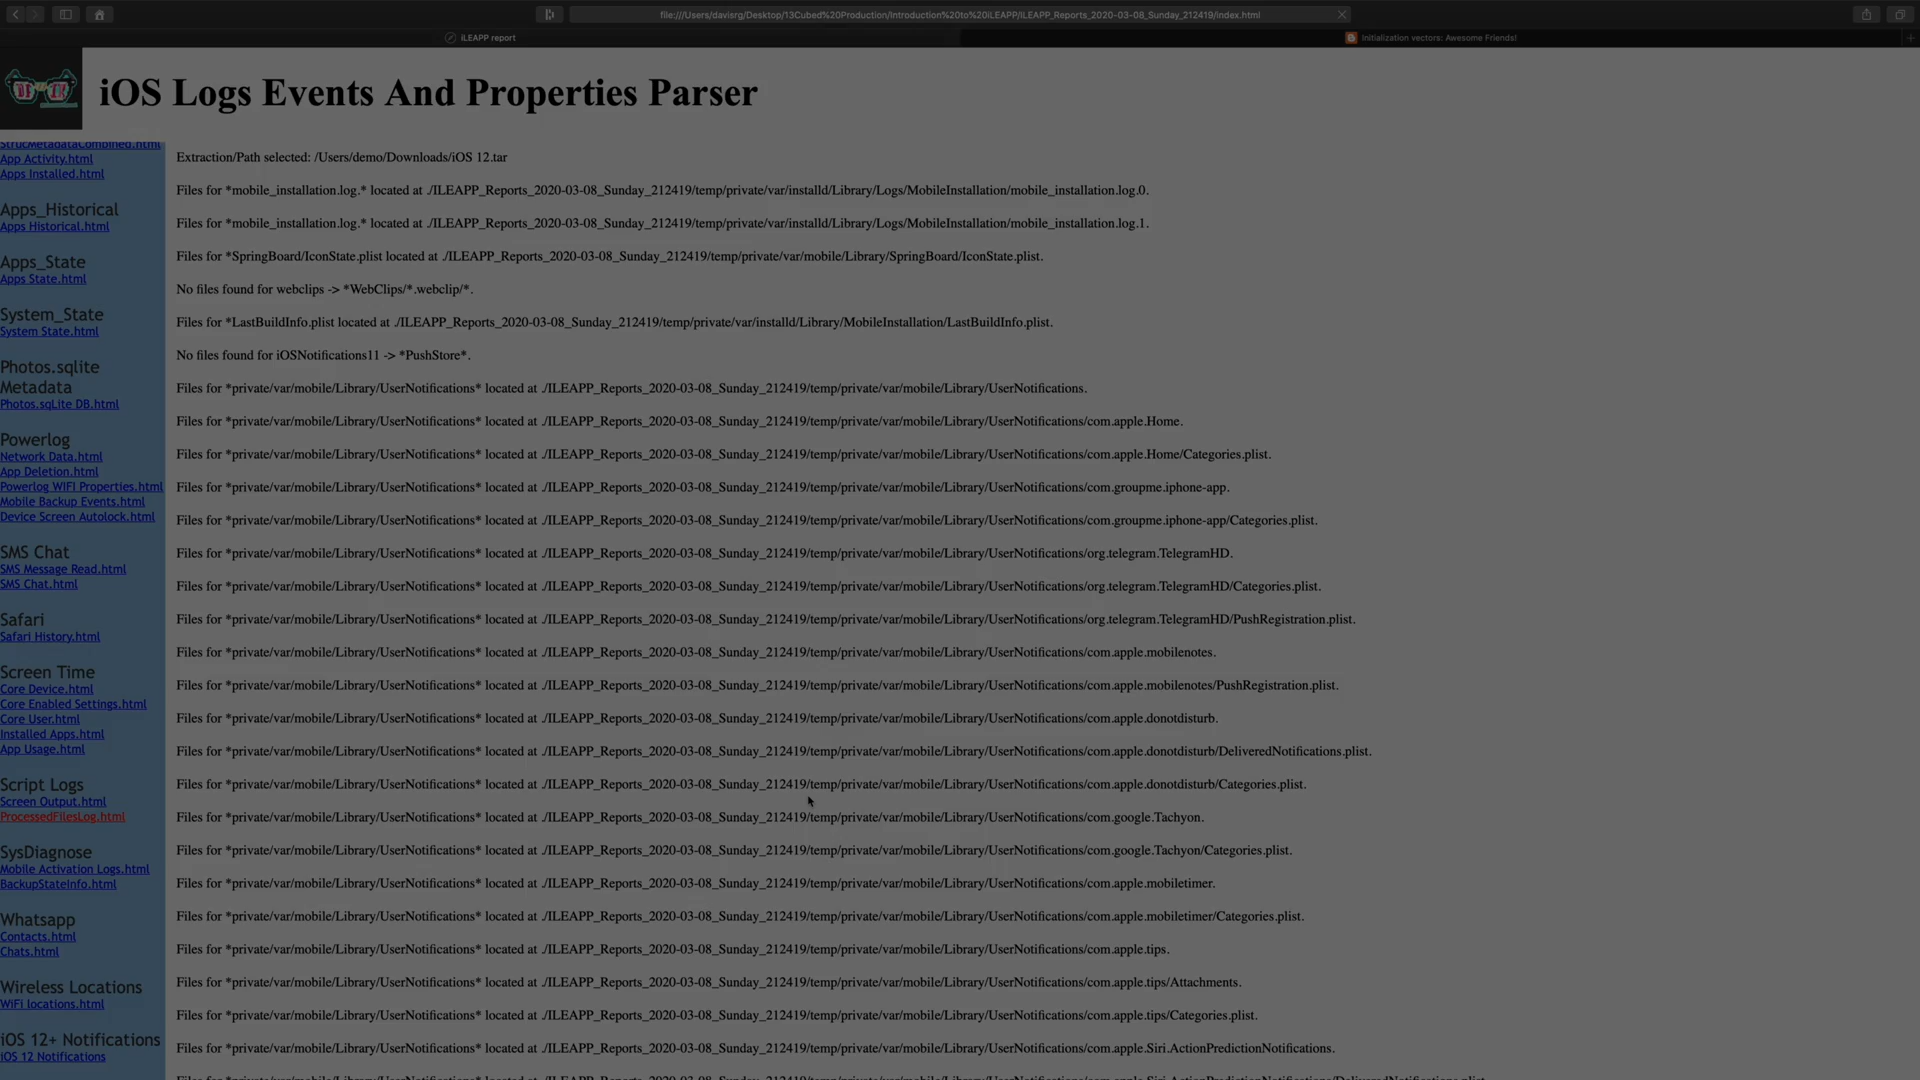 file:///Users/davisrg/Desktop/13Cubed%20Production/Introduction%20to%20iLEAPP/ILEAPP_Reports_2020-03-08_Sunday_212419/index.html
iLEAPP report
Initialization vectors: Awesome Friends!
iOS Logs Events And Properties Parser
StrucMetadataCombined.html
App Activity.html
Apps Installed.html
Apps_Historical
Apps Historical.html
Apps_State
Apps State.html
System_State
System State.html
Photos.sqlite
Metadata
Photos.sqLite DB.html
Powerlog
Network Data.html
App Deletion.html
Powerlog WIFI Properties.html
Mobile Backup Events.html
Device Screen Autolock.html
SMS Chat
SMS Message Read.html
SMS Chat.html
Safari
Safari History.html
Screen Time
Core Device.html
Core Enabled Settings.html
Core User.html
Installed Apps.html
App Usage.html
Script Logs
Screen Output.html
ProcessedFilesLog.html
SysDiagnose
Mobile Activation Logs.html
BackupStateInfo.html
Whatsapp
Contacts.html
Chats.html
Wireless Locations
WiFi locations.html
iOS 12+ Notifications
iOS 12 Notifications
Extraction/Path selected: /Users/demo/Downloads/iOS 12.tar
Files for *mobile_installation.log.* located at ./ILEAPP_Reports_2020-03-08_Sunday_212419/temp/private/var/installd/Library/Logs/MobileInstallation/mobile_installation.log.0.
Files for *mobile_installation.log.* located at ./ILEAPP_Reports_2020-03-08_Sunday_212419/temp/private/var/installd/Library/Logs/MobileInstallation/mobile_installation.log.1.
Files for *SpringBoard/IconState.plist located at ./ILEAPP_Reports_2020-03-08_Sunday_212419/temp/private/var/mobile/Library/SpringBoard/IconState.plist.
No files found for webclips -> *WebClips/*.webclip/*.
Files for *LastBuildInfo.plist located at ./ILEAPP_Reports_2020-03-08_Sunday_212419/temp/private/var/installd/Library/MobileInstallation/LastBuildInfo.plist.
No files found for iOSNotifications11 -> *PushStore*.
Files for *private/var/mobile/Library/UserNotifications* located at ./ILEAPP_Reports_2020-03-08_Sunday_212419/temp/private/var/mobile/Library/UserNotifications.
Files for *private/var/mobile/Library/UserNotifications* located at ./ILEAPP_Reports_2020-03-08_Sunday_212419/temp/private/var/mobile/Library/UserNotifications/com.apple.Home.
Files for *private/var/mobile/Library/UserNotifications* located at ./ILEAPP_Reports_2020-03-08_Sunday_212419/temp/private/var/mobile/Library/UserNotifications/com.apple.Home/Categories.plist.
Files for *private/var/mobile/Library/UserNotifications* located at ./ILEAPP_Reports_2020-03-08_Sunday_212419/temp/private/var/mobile/Library/UserNotifications/com.groupme.iphone-app.
Files for *private/var/mobile/Library/UserNotifications* located at ./ILEAPP_Reports_2020-03-08_Sunday_212419/temp/private/var/mobile/Library/UserNotifications/com.groupme.iphone-app/Categories.plist.
Files for *private/var/mobile/Library/UserNotifications* located at ./ILEAPP_Reports_2020-03-08_Sunday_212419/temp/private/var/mobile/Library/UserNotifications/org.telegram.TelegramHD.
Files for *private/var/mobile/Library/UserNotifications* located at ./ILEAPP_Reports_2020-03-08_Sunday_212419/temp/private/var/mobile/Library/UserNotifications/org.telegram.TelegramHD/Categories.plist.
Files for *private/var/mobile/Library/UserNotifications* located at ./ILEAPP_Reports_2020-03-08_Sunday_212419/temp/private/var/mobile/Library/UserNotifications/org.telegram.TelegramHD/PushRegistration.plist.
Files for *private/var/mobile/Library/UserNotifications* located at ./ILEAPP_Reports_2020-03-08_Sunday_212419/temp/private/var/mobile/Library/UserNotifications/com.apple.mobilenotes.
Files for *private/var/mobile/Library/UserNotifications* located at ./ILEAPP_Reports_2020-03-08_Sunday_212419/temp/private/var/mobile/Library/UserNotifications/com.apple.mobilenotes/PushRegistration.plist.
Files for *private/var/mobile/Library/UserNotifications* located at ./ILEAPP_Reports_2020-03-08_Sunday_212419/temp/private/var/mobile/Library/UserNotifications/com.apple.donotdisturb.
Files for *private/var/mobile/Library/UserNotifications* located at ./ILEAPP_Reports_2020-03-08_Sunday_212419/temp/private/var/mobile/Library/UserNotifications/com.apple.donotdisturb/DeliveredNotifications.plist.
Files for *private/var/mobile/Library/UserNotifications* located at ./ILEAPP_Reports_2020-03-08_Sunday_212419/temp/private/var/mobile/Library/UserNotifications/com.apple.donotdisturb/Categories.plist.
Files for *private/var/mobile/Library/UserNotifications* located at ./ILEAPP_Reports_2020-03-08_Sunday_212419/temp/private/var/mobile/Library/UserNotifications/com.google.Tachyon.
Files for *private/var/mobile/Library/UserNotifications* located at ./ILEAPP_Reports_2020-03-08_Sunday_212419/temp/private/var/mobile/Library/UserNotifications/com.google.Tachyon/Categories.plist.
Files for *private/var/mobile/Library/UserNotifications* located at ./ILEAPP_Reports_2020-03-08_Sunday_212419/temp/private/var/mobile/Library/UserNotifications/com.apple.mobiletimer.
Files for *private/var/mobile/Library/UserNotifications* located at ./ILEAPP_Reports_2020-03-08_Sunday_212419/temp/private/var/mobile/Library/UserNotifications/com.apple.mobiletimer/Categories.plist.
Files for *private/var/mobile/Library/UserNotifications* located at ./ILEAPP_Reports_2020-03-08_Sunday_212419/temp/private/var/mobile/Library/UserNotifications/com.apple.tips.
Files for *private/var/mobile/Library/UserNotifications* located at ./ILEAPP_Reports_2020-03-08_Sunday_212419/temp/private/var/mobile/Library/UserNotifications/com.apple.tips/Attachments.
Files for *private/var/mobile/Library/UserNotifications* located at ./ILEAPP_Reports_2020-03-08_Sunday_212419/temp/private/var/mobile/Library/UserNotifications/com.apple.tips/Categories.plist.
Files for *private/var/mobile/Library/UserNotifications* located at ./ILEAPP_Reports_2020-03-08_Sunday_212419/temp/private/var/mobile/Library/UserNotifications/com.apple.Siri.ActionPredictionNotifications.